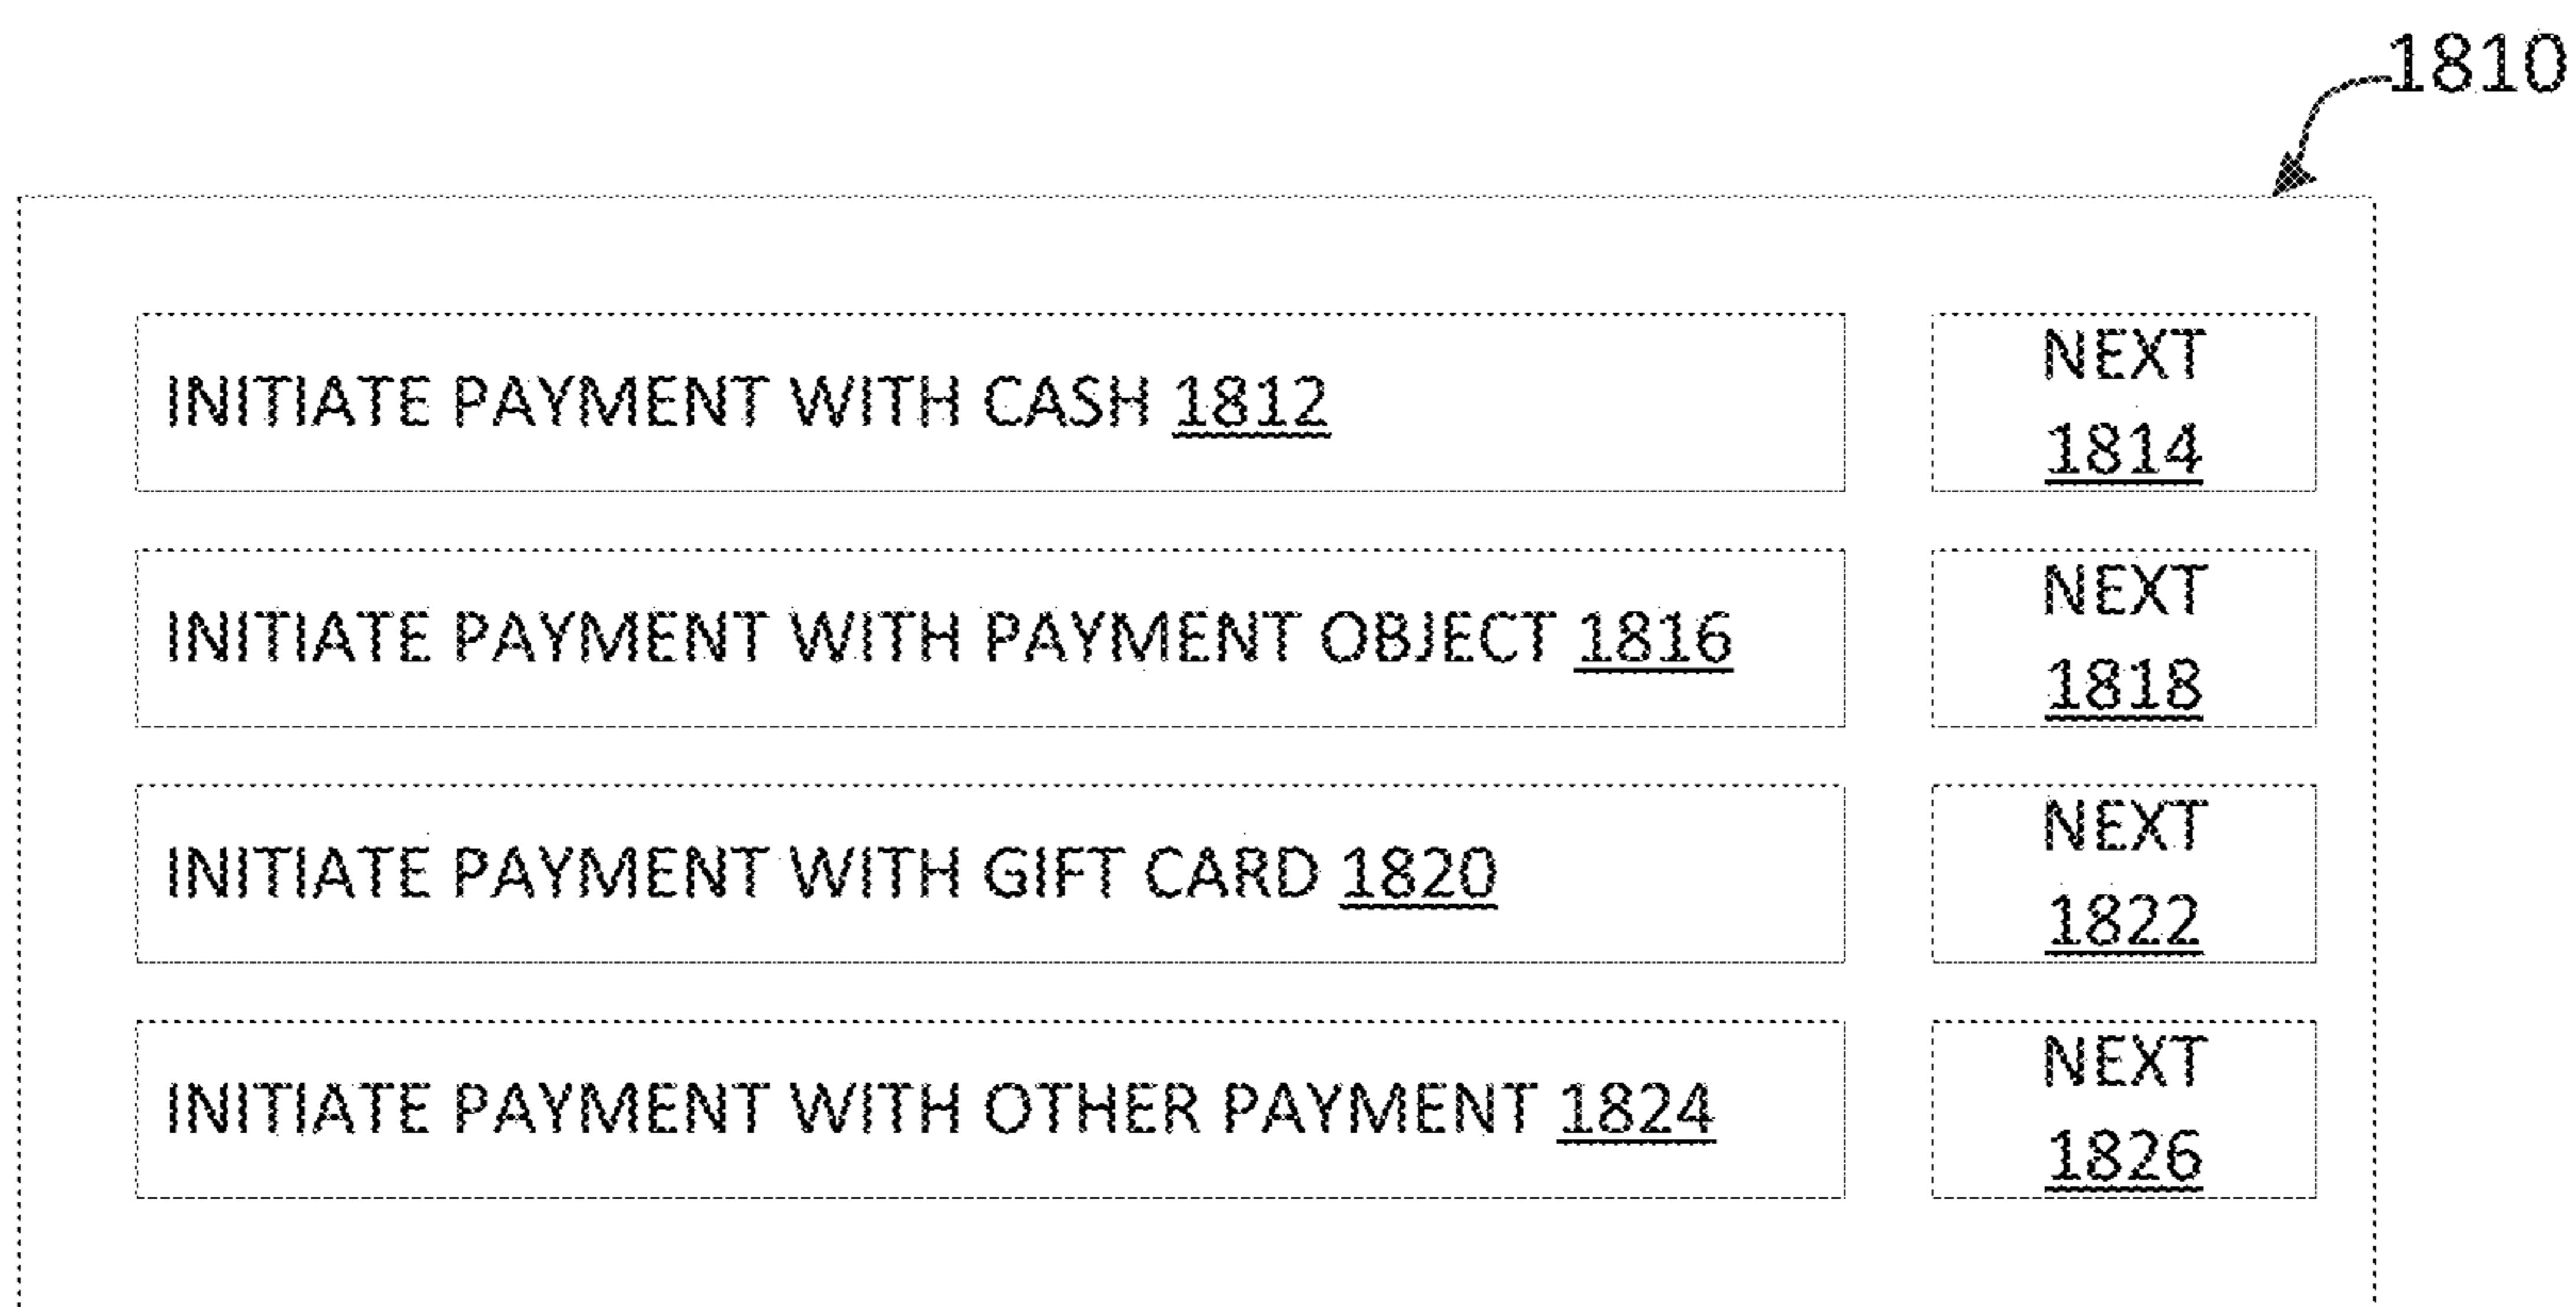 1810
INITIATE PAYMENT WITH CASH 1812
NEXT
1814
INITIATE PAYMENT WITH PAYMENT OBJECT 1816
NEXT
1818
INITIATE PAYMENT WITH GIFT CARD 1820
NEXT
1822
INITIATE PAYMENT WITH OTHER PAYMENT 1824
NEXT
1826